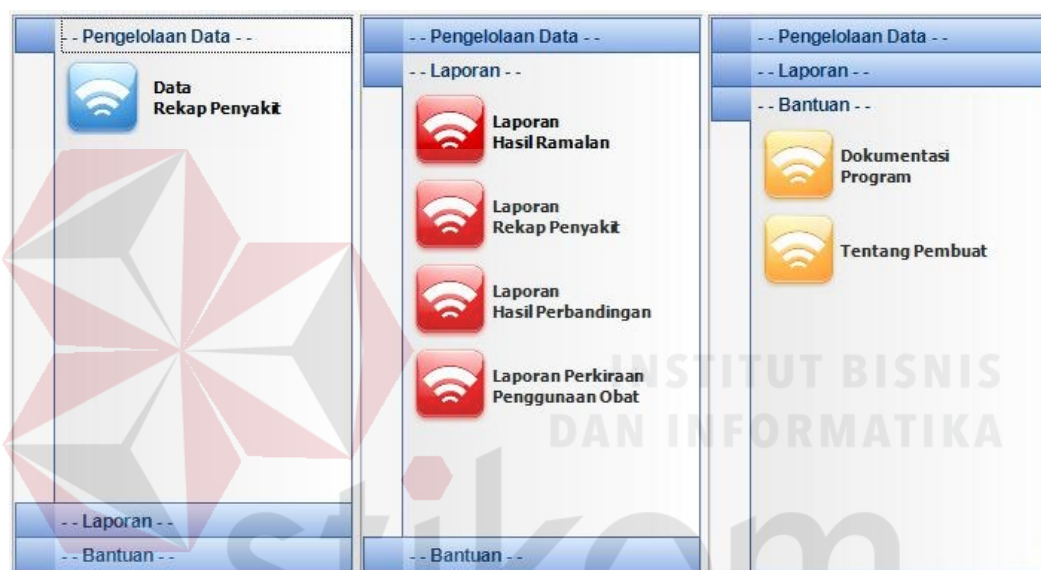 - - Pengelolaan Data - -
Data
Rekap Penyakit
- - Laporan - -
- - Bantuan - -
- - Pengelolaan Data - -
- - Laporan - -
Laporan
Hasil Ramalan
Laporan
Rekap Penyakit
Laporan
Hasil Perbandingan
Laporan Perkiraan
Penggunaan Obat
- - Bantuan - -
- - Pengelolaan Data - -
- - Laporan - -
- - Bantuan - -
Dokumentasi
Program
Tentang Pembuat
INSTITUT BISNIS
DAN INFORMATIKA
stikom